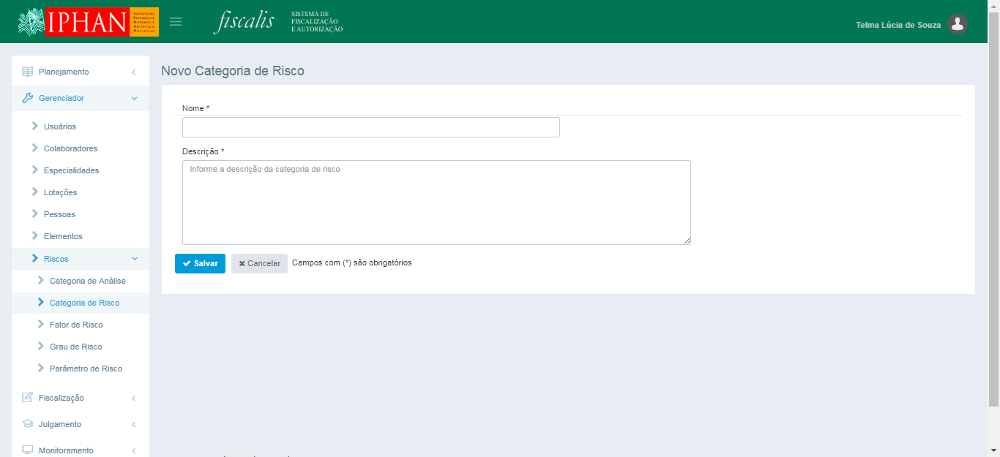 IPHAN
INSTITUTO DO
PATRIMÔNIO
HISTÓRICO E
ARTÍSTICO
NACIONAL
fiscalis
SISTEMA DE
FISCALIZAÇÃO
E AUTORIZAÇÃO
Telma Lúcia de Souza
Planejamento
Gerenciador
Usuários
Colaboradores
Especialidades
Lotações
Pessoas
Elementos
Riscos
Categoria de Análise
Categoria de Risco
Fator de Risco
Grau de Risco
Parâmetro de Risco
Fiscalização
Julgamento
Monitoramento
Novo Categoria de Risco
Nome *
Descrição *
Informe a descrição da categoria de risco
Salvar
Cancelar
Campos com (*) são obrigatórios